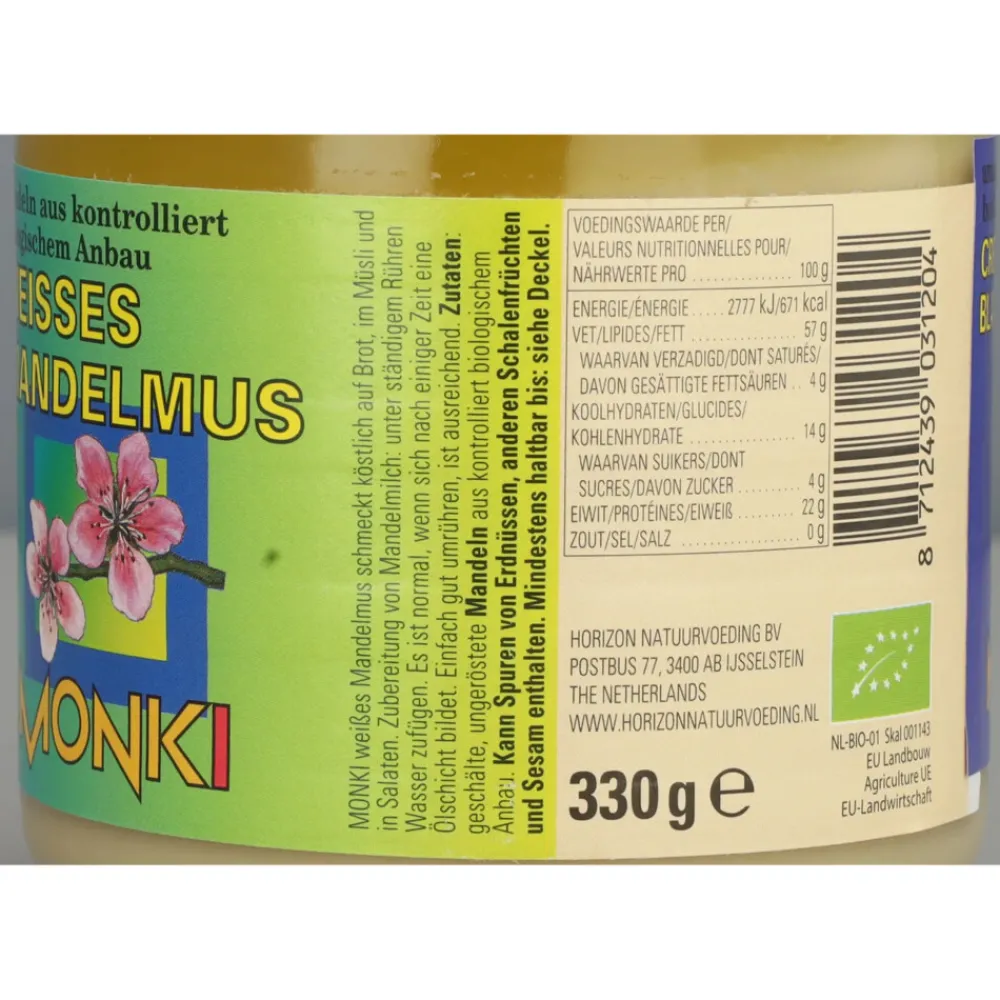 aus kontrolliert
Anbau
MONKI
MONKI weißes Mandelmus schmeckt köstlich auf Brot, im Müsli und
in Salaten. Zubereitung von Mandelmilch: unter ständigem Rühren
Wasser zufügen. Es ist normal, wenn sich nach einiger Zeit eine
Ölschicht bildet. Einfach gut umrühren, ist ausreichend. Zutaten:
geschälte, ungeröstete Mandeln aus kontrolliert biologischem
Anbau. Kann Spuren von Erdnüssen, anderen Schalenfrüchten
und Sesam enthalten. Mindestens haltbar bis: siehe Deckel.
VOEDINGSWAARDE PER/
VALEURS NUTRITIONNELLES POUR/
NÄHRWERTE PRO ............ 100 g
ENERGIE/ÉNERGIE ..... 2777 kJ/671 kcal
VET/LIPIDES/FETT ............ 57 g
WAARVAN VERZADIGD/DONT SATURÉS/
DAVON GESÄTTIGTE FETTSÄUREN .. 4 g
KOOLHYDRATEN/GLUCIDES/
KOHLENHYDRATE ............ 14 g
WAARVAN SUIKERS/DONT
SUCRES/DAVON ZUCKER ......... 4 g
EIWIT/PROTÉINES/EIWEIß ......... 22 g
ZOUT/SEL/SALZ ............ 0 g
8 712439 031204
HORIZON NATUURVOEDING BV
POSTBUS 77, 3400 AB IJSSELSTEIN
THE NETHERLANDS
WWW.HORIZONNATUURVOEDING.NL
330 g e
NL-BIO-01 Skal 001143
EU Landbouw
Agriculture UE
EU-Landwirtschaft